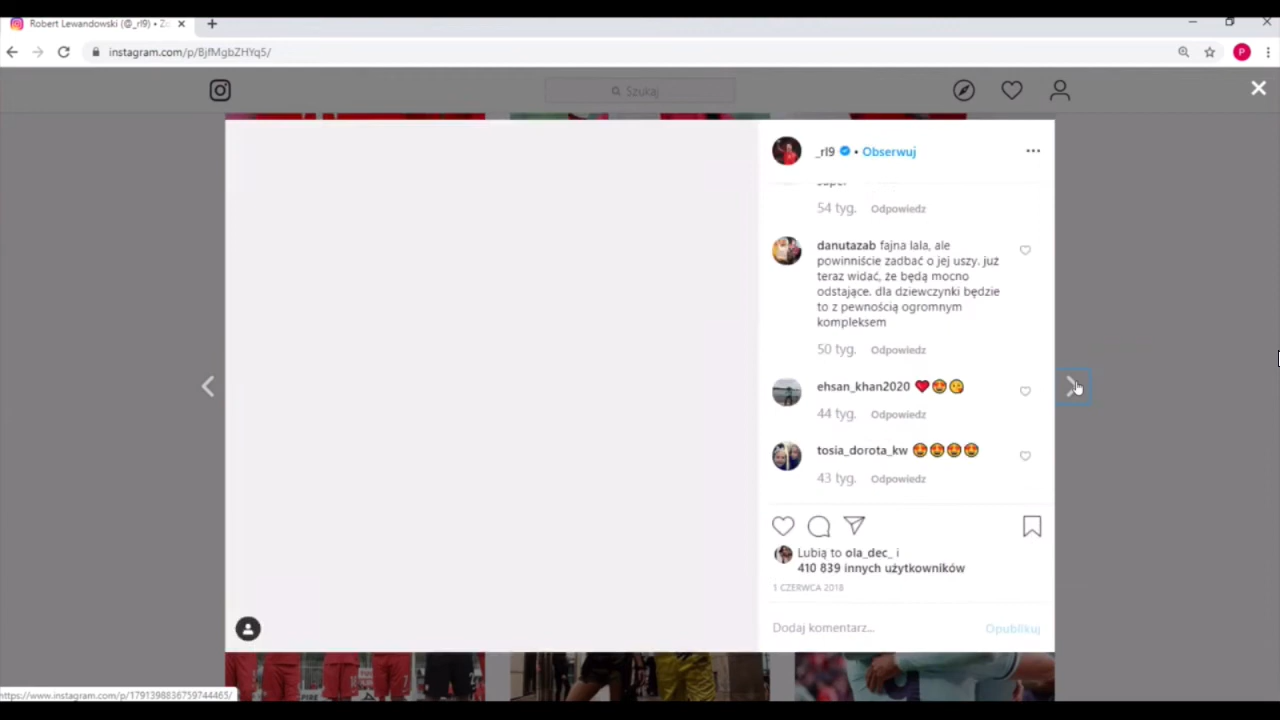 Robert Lewandowski (@_rl9) • Z
instagram.com/p/BjfMgbZHYq5/
P
Szukaj
_rl9 • Obserwuj
super
54 tyg. Odpowiedz
danutazab fajna lala, ale
powinniście zadbać o jej uszy. już
teraz widać, że będą mocno
odstające. dla dziewczynki będzie
to z pewnością ogromnym
kompleksem
50 tyg. Odpowiedz
ehsan_khan2020 ❤️😍😘
44 tyg. Odpowiedz
tosia_dorota_kw 😍😍😍😍
43 tyg. Odpowiedz
Lubią to ola_dec_ i
410 839 innych użytkowników
1 CZERWCA 2018
Dodaj komentarz... Opublikuj
https://www.instagram.com/p/1791398836759744465/